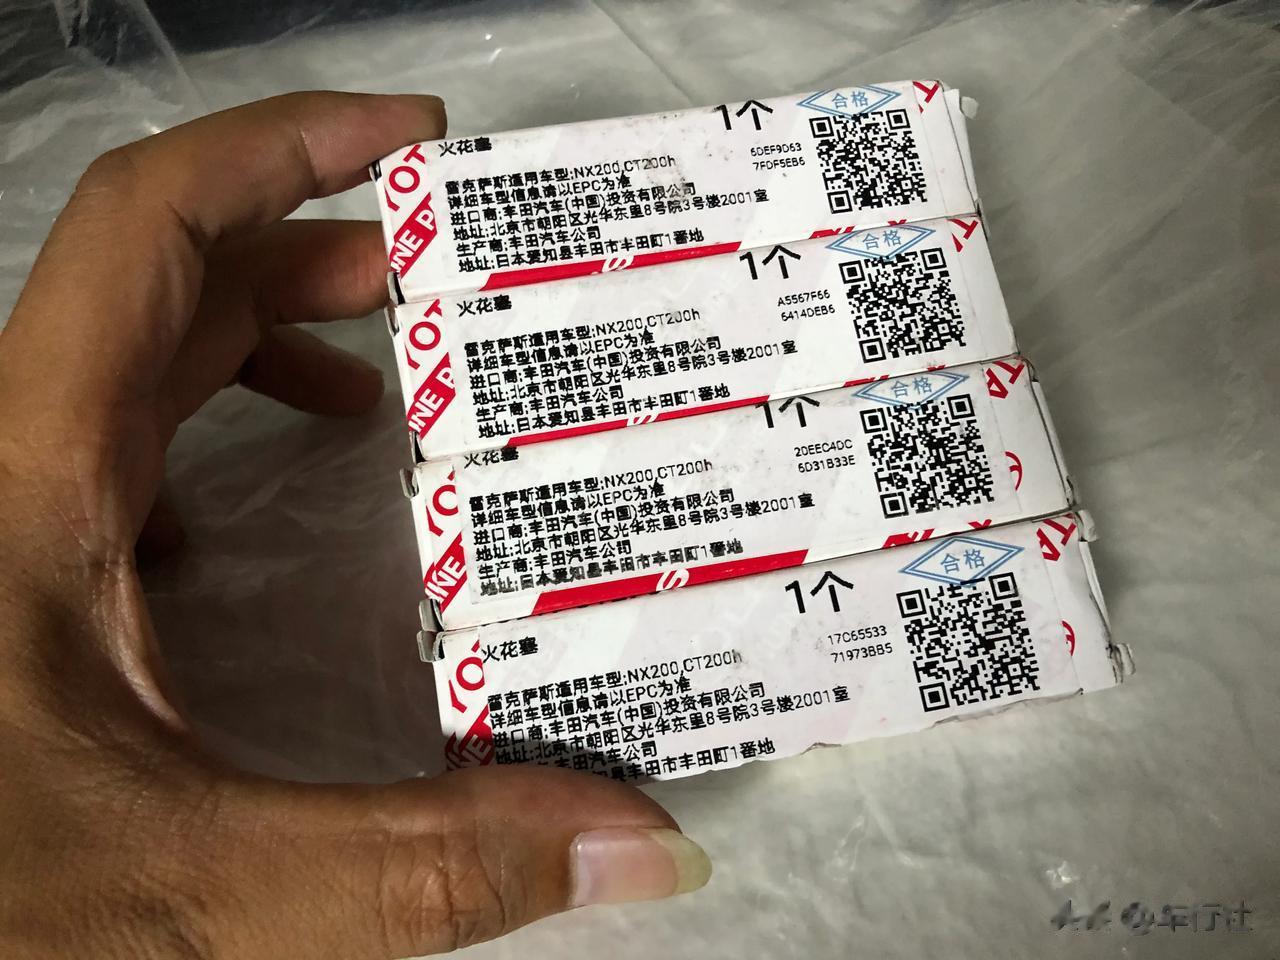 1个
合格
火花塞
6DEF9D63
7FDF5EB6
雷克萨斯适用车型:NX200,CT200h
详细车型信息请以EPC为准
进口商:丰田汽车(中国)投资有限公司
地址:北京市朝阳区光华东里8号院3号楼2001室
生产商:丰田汽车公司
地址:日本爱知县丰田市丰田町1番地
1个
合格
火花塞
A5567F66
6414DEB6
雷克萨斯适用车型:NX200,CT200h
详细车型信息请以EPC为准
进口商:丰田汽车(中国)投资有限公司
地址:北京市朝阳区光华东里8号院3号楼2001室
生产商:丰田汽车公司
地址:日本爱知县丰田市丰田町1番地
1个
合格
火花塞
20EEC4DC
6D31B33E
雷克萨斯适用车型:NX200,CT200h
详细车型信息请以EPC为准
进口商:丰田汽车(中国)投资有限公司
地址:北京市朝阳区光华东里8号院3号楼2001室
生产商:丰田汽车公司
地址:日本爱知县丰田市丰田町1番地
1个
合格
火花塞
17C65533
71973BB5
雷克萨斯适用车型:NX200,CT200h
详细车型信息请以EPC为准
进口商:丰田汽车(中国)投资有限公司
地址:北京市朝阳区光华东里8号院3号楼2001室
丰田汽车公司
县丰田市丰田町1番地
车行社